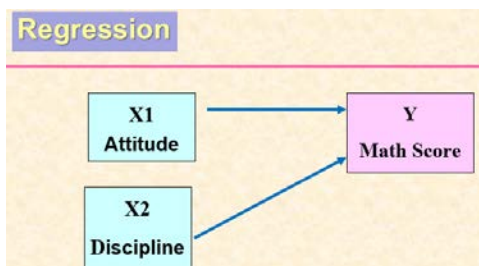 Regression
X1
Attitude
Y
Math Score
X2
Discipline